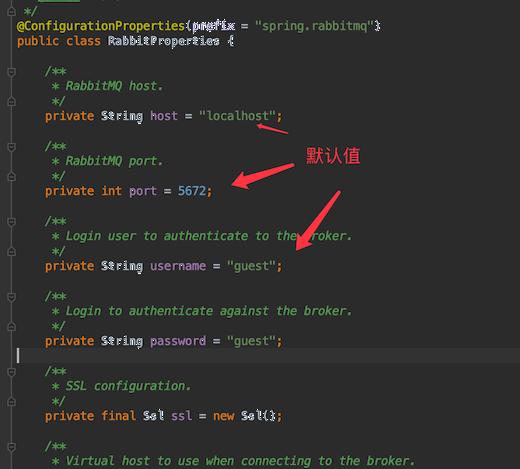 */
@ConfigurationProperties(prefix = "spring.rabbitmq")
public class RabbitProperties {
/**
* RabbitMQ host.
*/
private String host = "localhost";
/**
* RabbitMQ port.
*/
默认值
private int port = 5672;
/**
* Login user to authenticate to the broker.
*/
private String username = "guest";
/**
* Login to authenticate against the broker.
*/
private String password = "guest";
/**
* SSL configuration.
*/
private final Ssl ssl = new Ssl();
/**
* Virtual host to use when connecting to the broker.